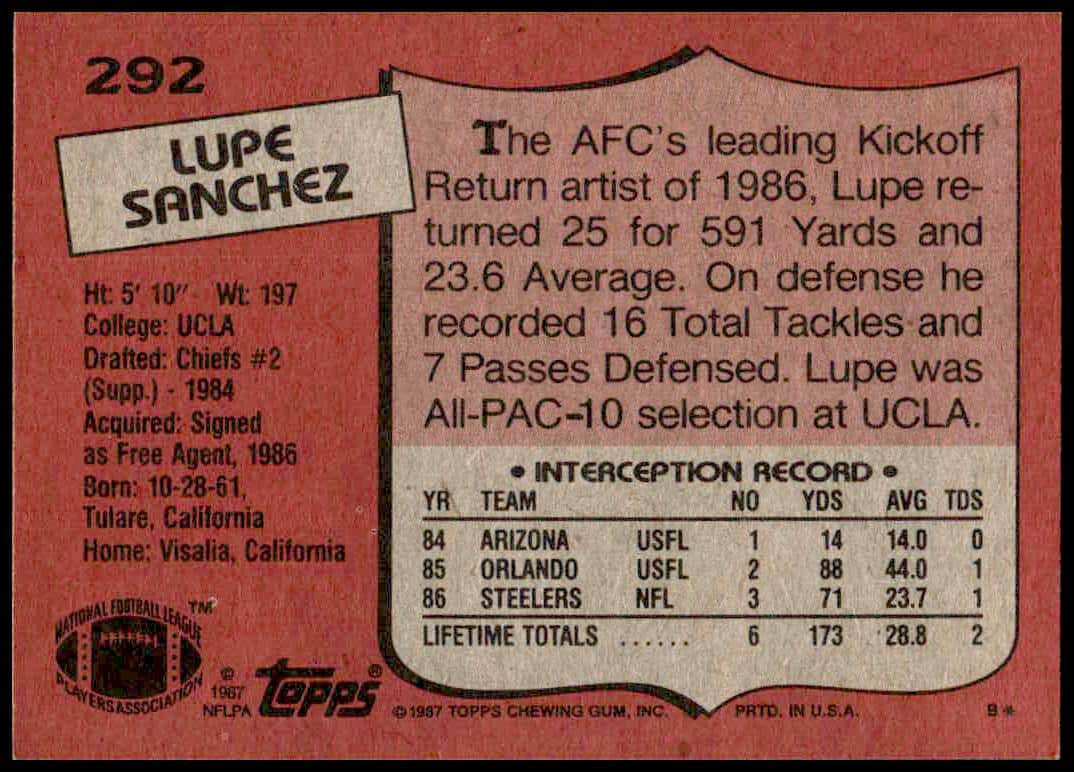 292
LUPE
SANCHEZ
Ht: 5' 10" Wt: 197
College: UCLA
Drafted: Chiefs #2
(Supp.) - 1984
Acquired: Signed
as Free Agent, 1986
Born: 10-28-61,
Tulare, California
Home: Visalia, California
The AFC's leading Kickoff
Return artist of 1986, Lupe re-
turned 25 for 591 Yards and
23.6 Average. On defense he
recorded 16 Total Tackles and
7 Passes Defensed. Lupe was
All-PAC-10 selection at UCLA.
• INTERCEPTION RECORD •
YR TEAM NO YDS AVG TDS
84 ARIZONA USFL 1 14 14.0 0
85 ORLANDO USFL 2 88 44.0 1
86 STEELERS NFL 3 71 23.7 1
LIFETIME TOTALS ...... 6 173 28.8 2
NATIONAL FOOTBALL LEAGUE ™
PLAYERS ASSOCIATION
© 1987 NFLPA
TOPPS ®
© 1987 TOPPS CHEWING GUM, INC. PRTD. IN U.S.A. B*